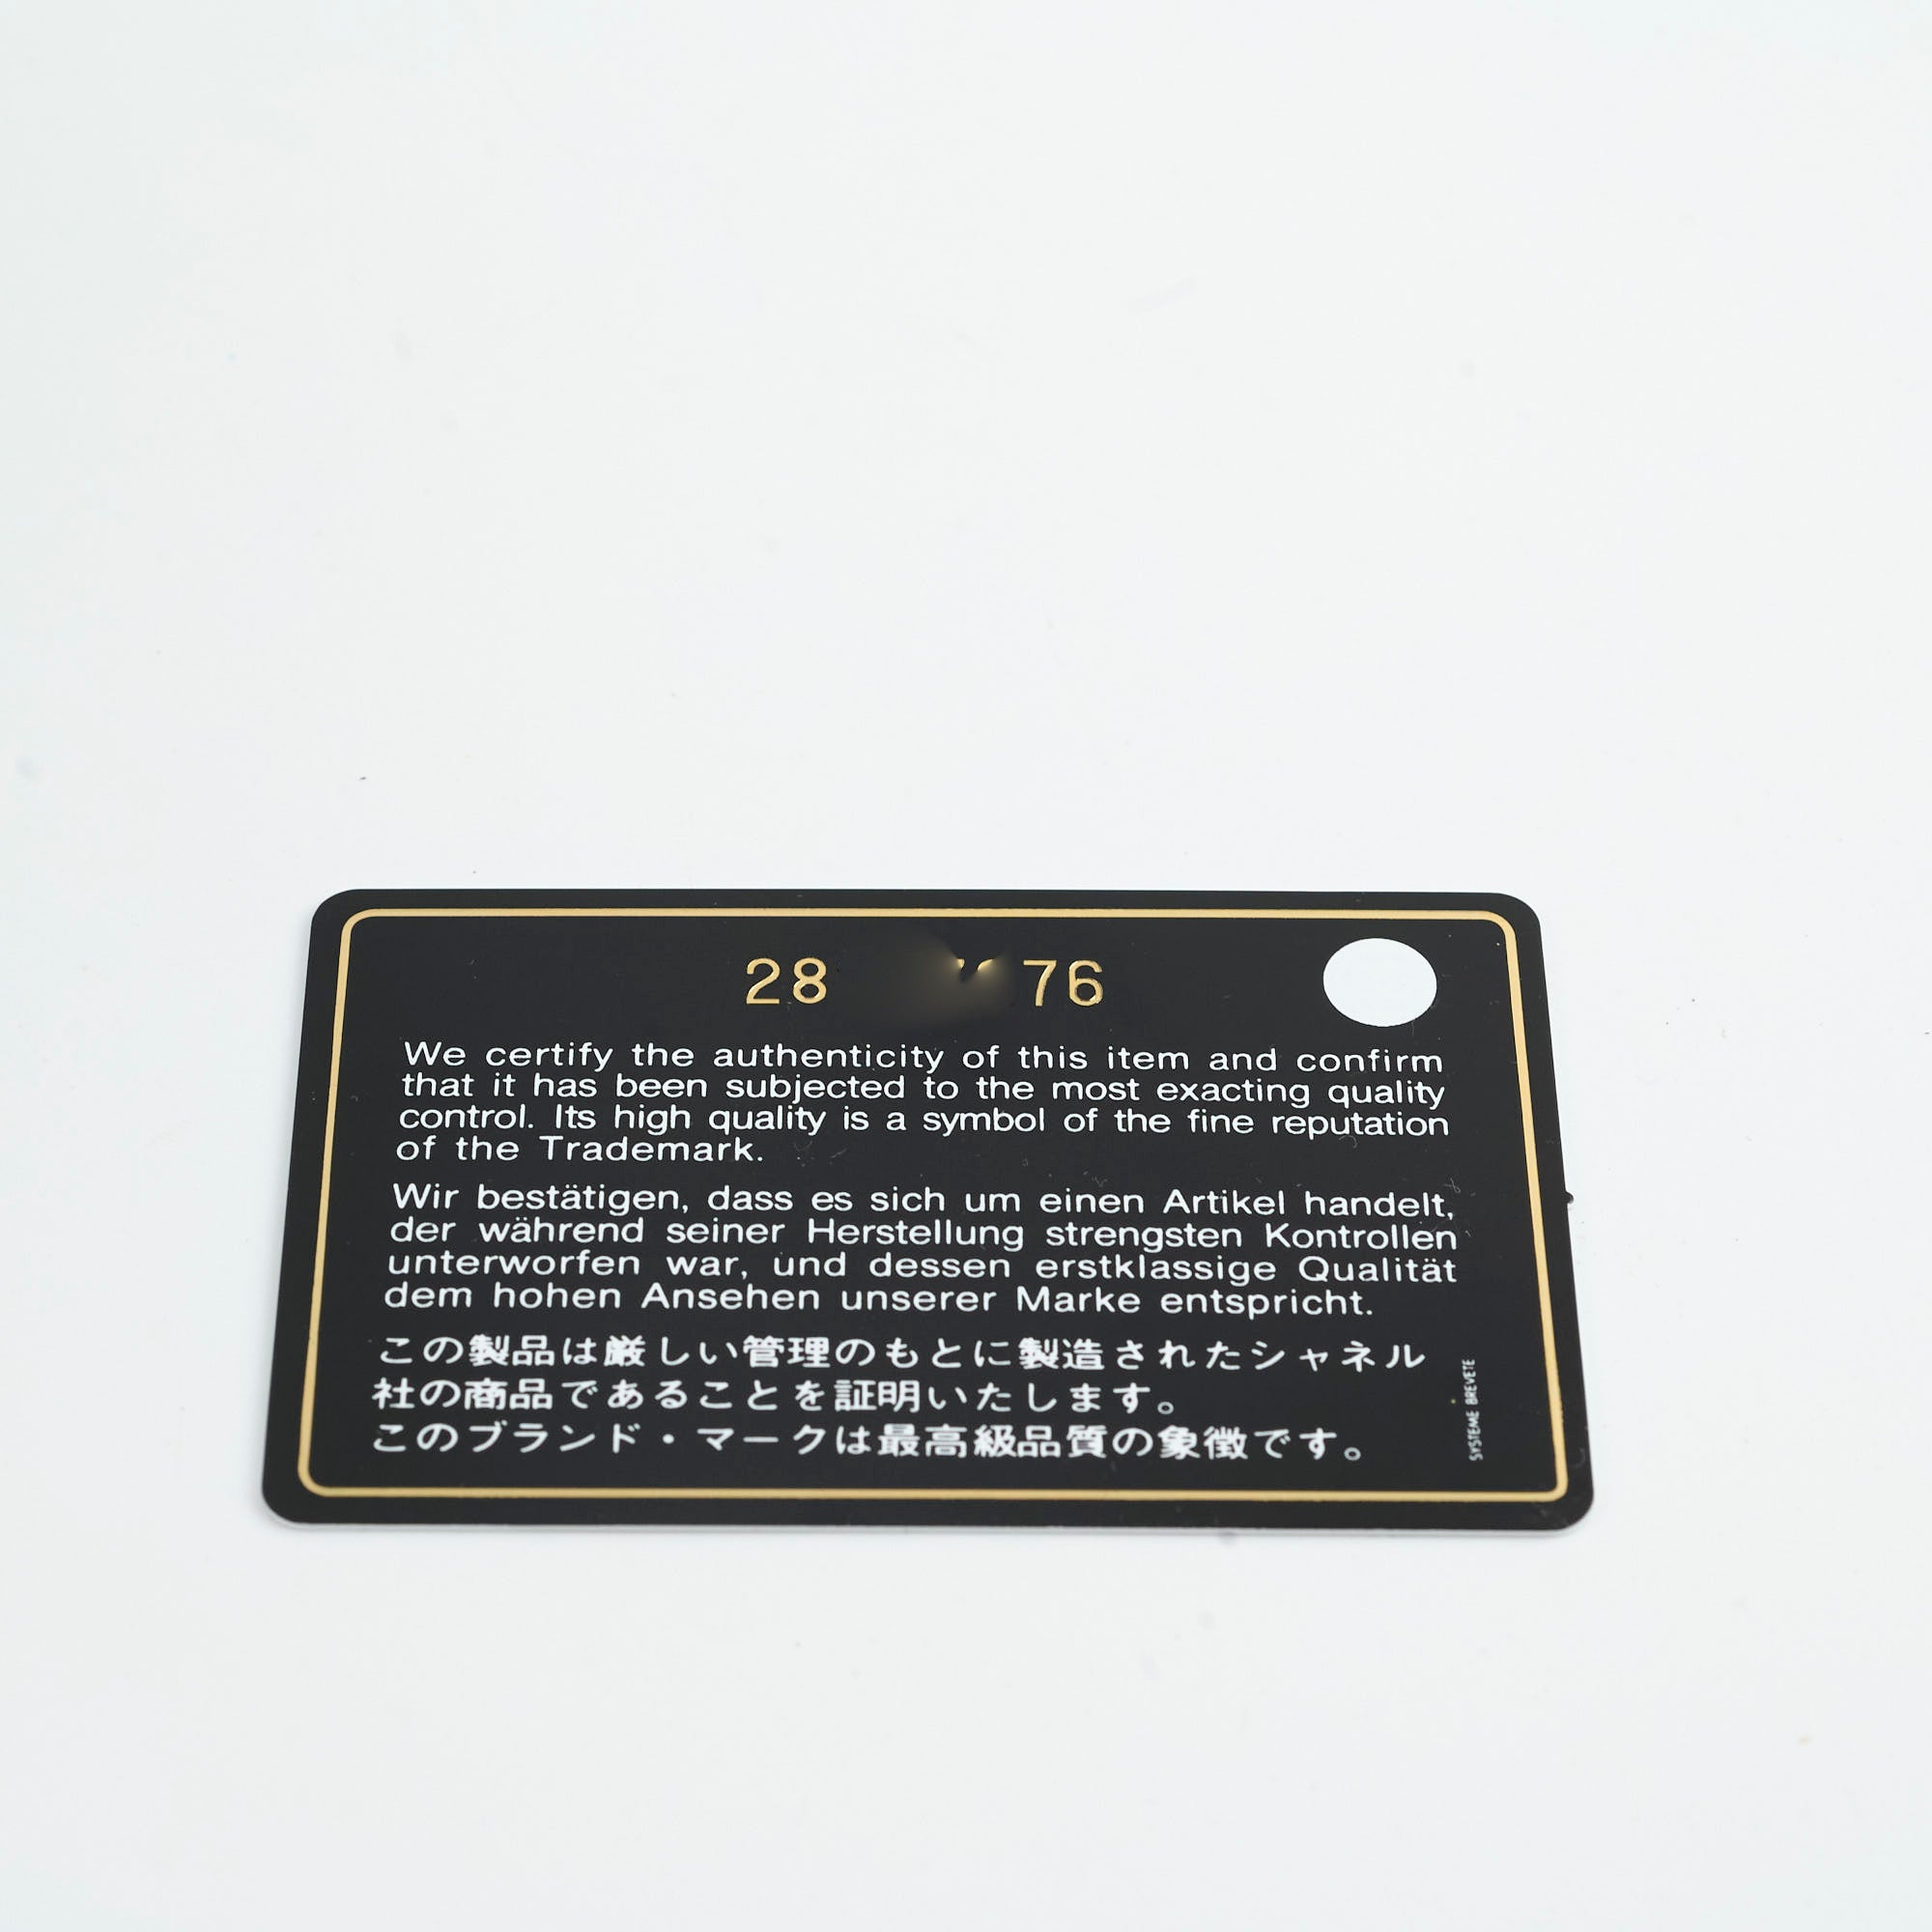 28 76
We certify the authenticity of this item and confirm
that it has been subjected to the most exacting quality
control. Its high quality is a symbol of the fine reputation
of the Trademark.
Wir bestätigen, dass es sich um einen Artikel handelt,
der während seiner Herstellung strengsten Kontrollen
unterworfen war, und dessen erstklassige Qualität
dem hohen Ansehen unserer Marke entspricht.
この製品は厳しい管理のもとに製造されたシャネル
社の商品であることを証明いたします。
このブランド・マークは最高級品質の象徴です。
SYSTEME BREVETE